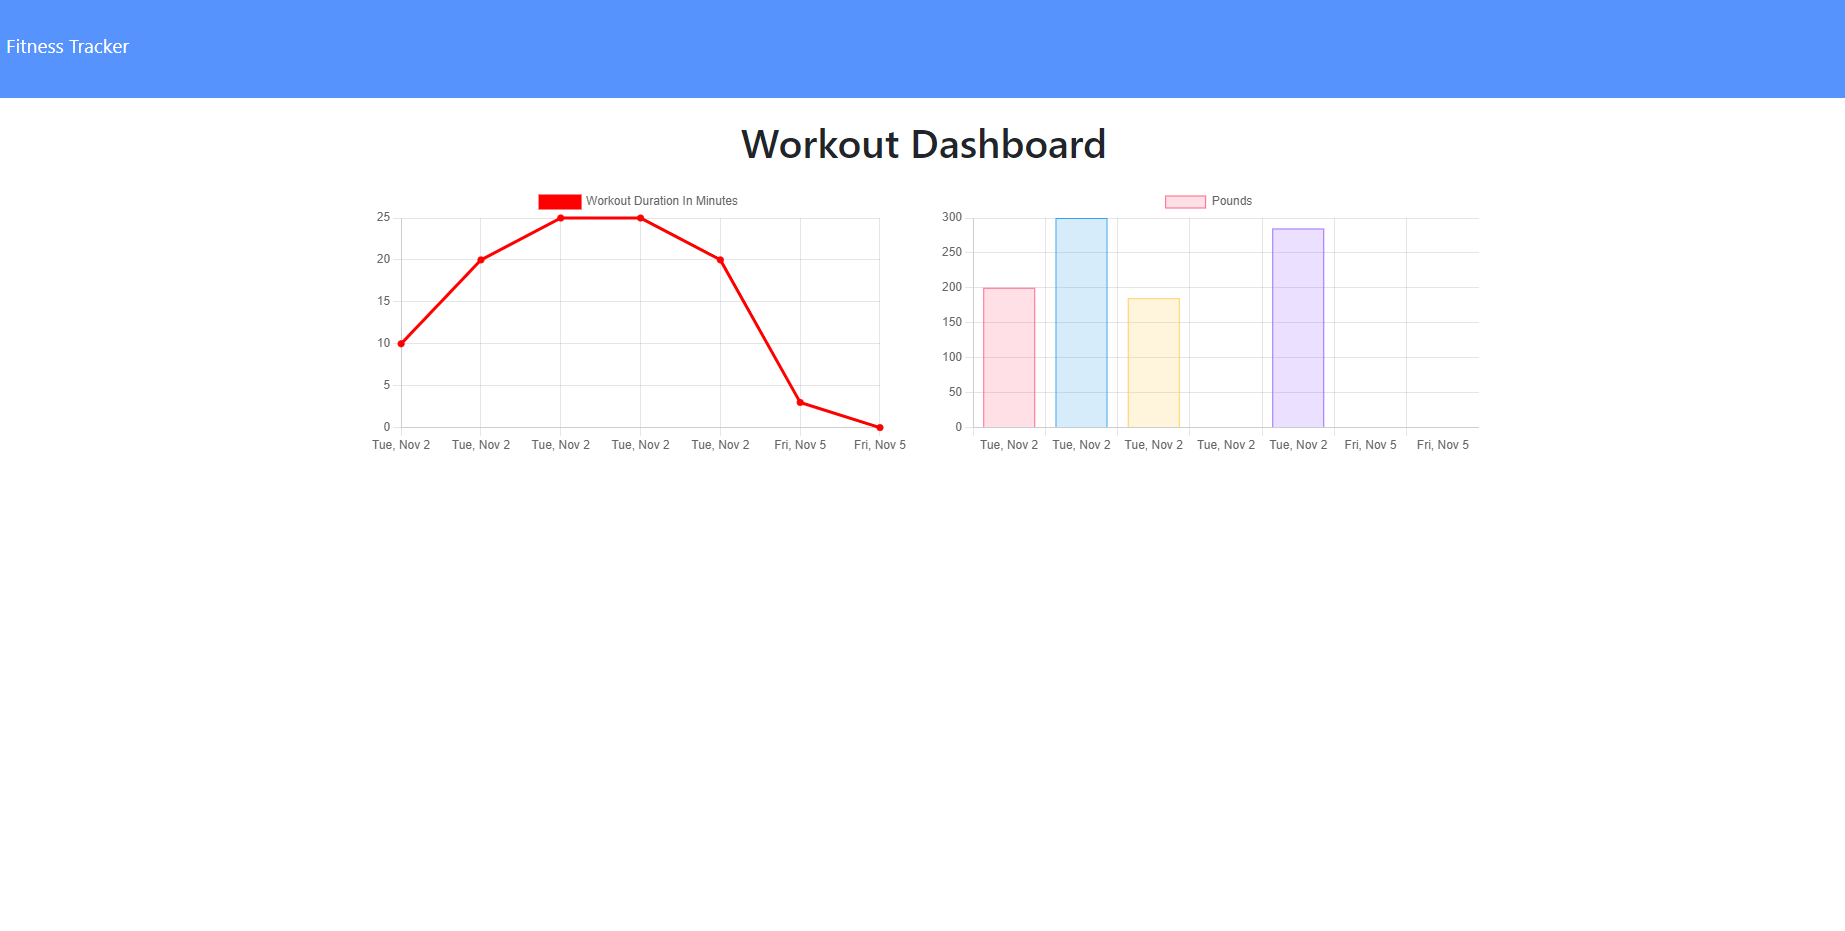 Fitness Tracker
Workout Dashboard
Workout Duration In Minutes
25
20
15
10
5
0
Tue, Nov 2 Tue, Nov 2 Tue, Nov 2 Tue, Nov 2 Tue, Nov 2 Fri, Nov 5 Fri, Nov 5
Pounds
300
250
200
150
100
50
0
Tue, Nov 2 Tue, Nov 2 Tue, Nov 2 Tue, Nov 2 Tue, Nov 2 Fri, Nov 5 Fri, Nov 5